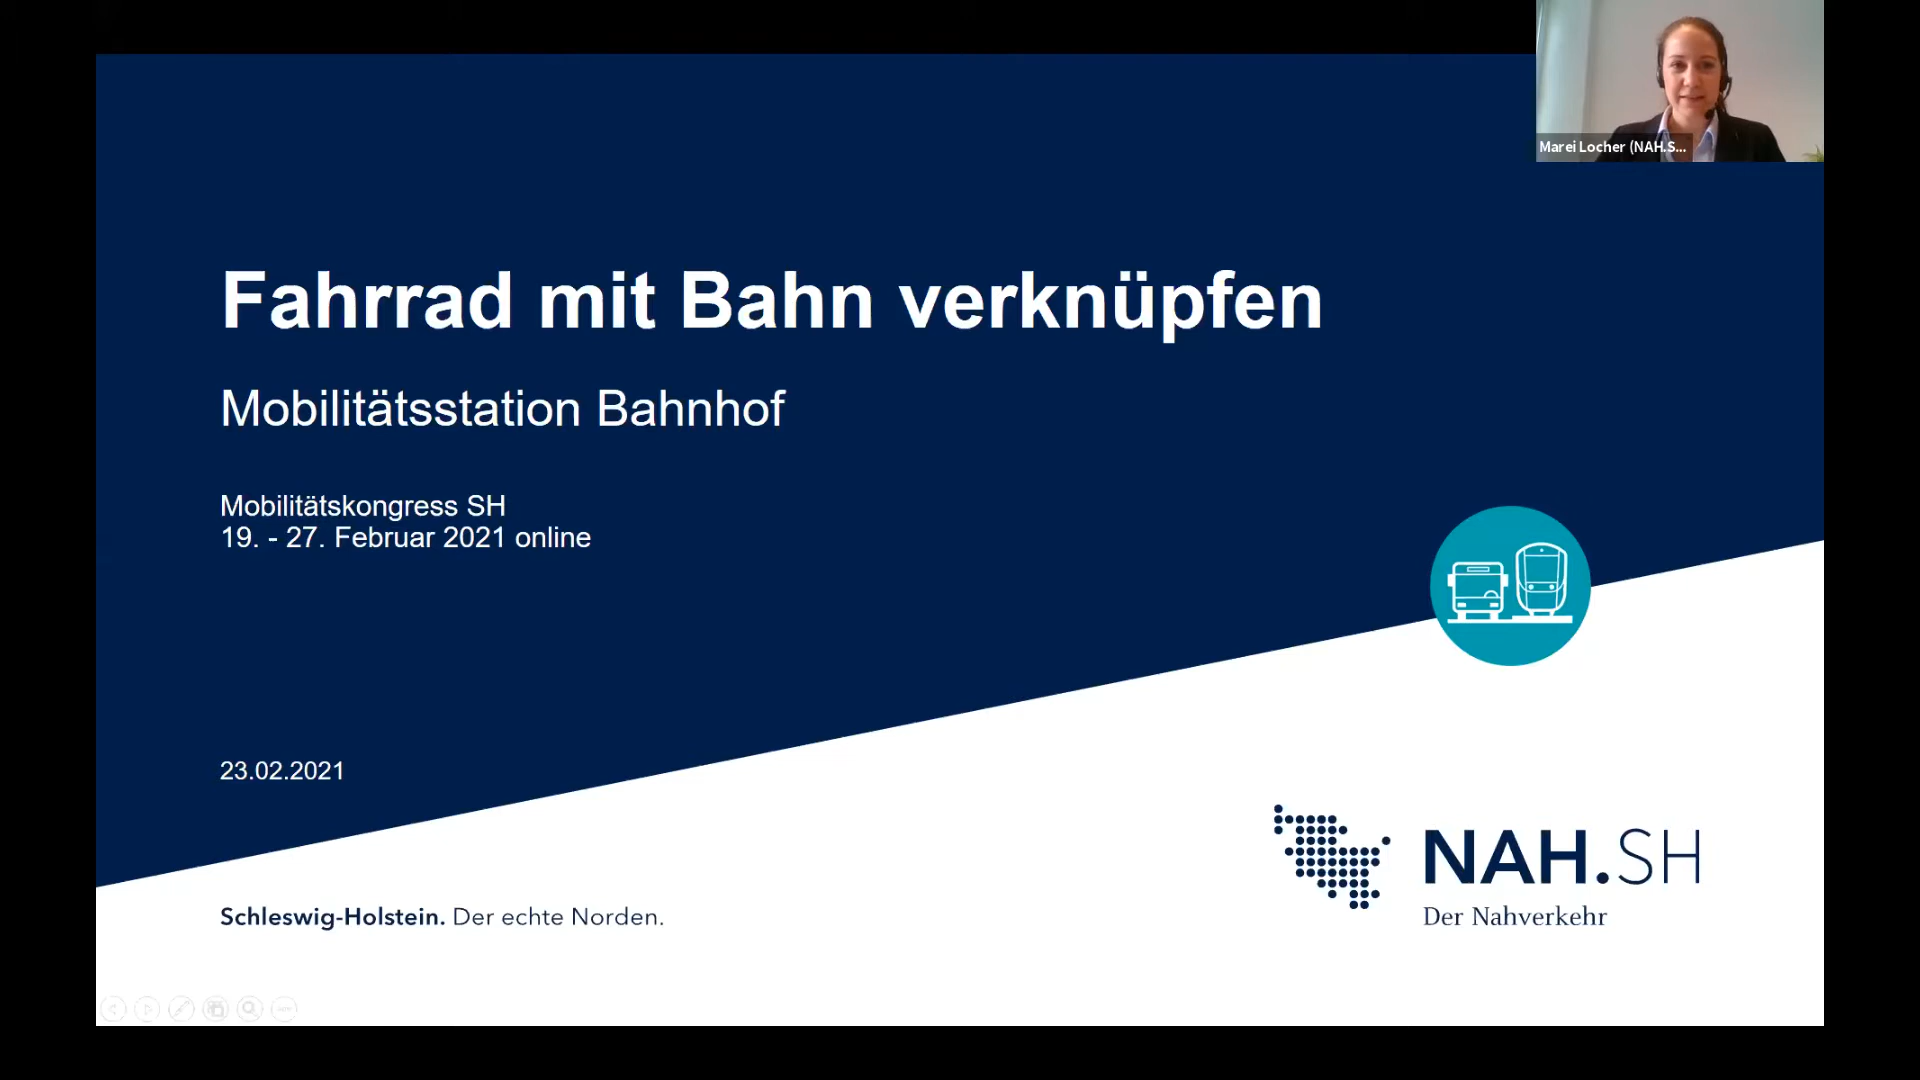 Marei Locher (NAH.S...
Fahrrad mit Bahn verknüpfen
Mobilitätsstation Bahnhof
Mobilitätskongress SH
19. - 27. Februar 2021 online
23.02.2021
NAH.SH
Der Nahverkehr
Schleswig-Holstein. Der echte Norden.